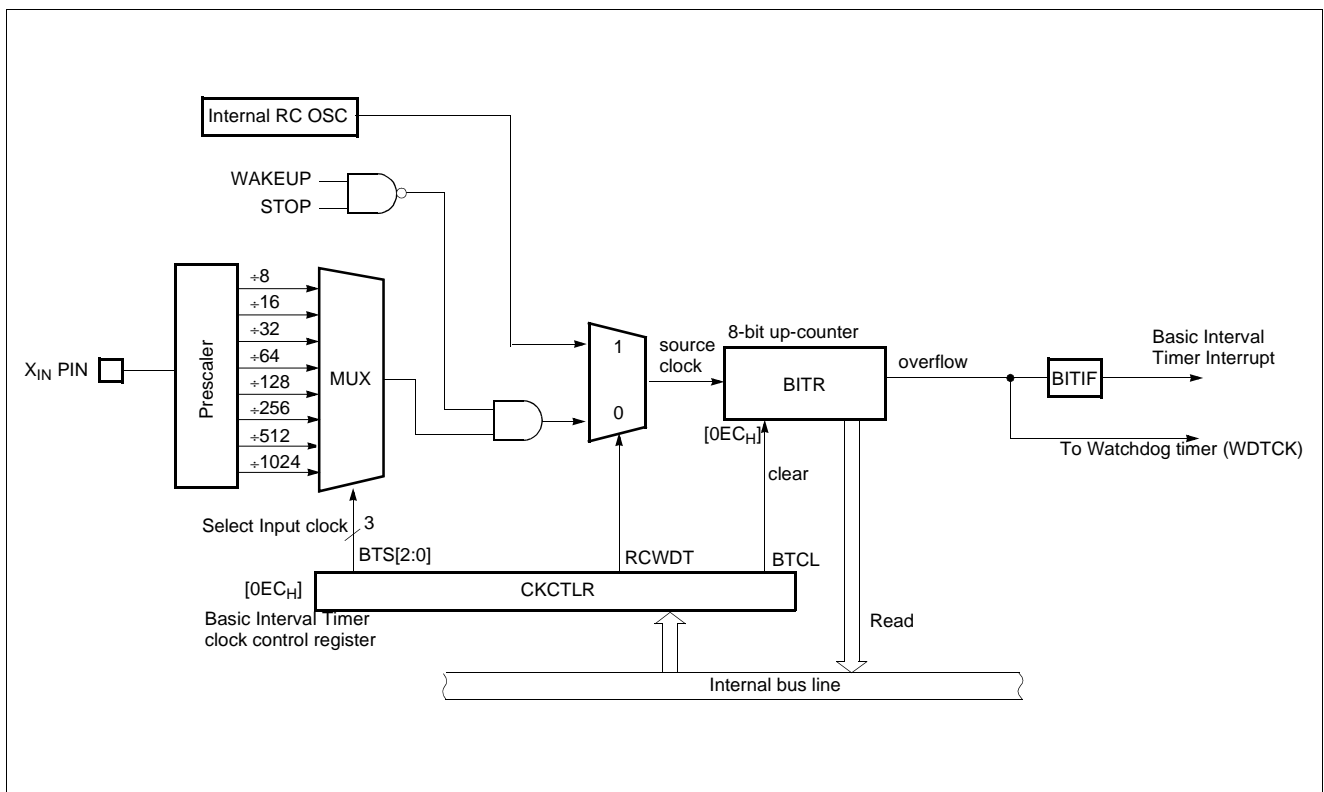 Internal RC OSC
WAKEUP
STOP
÷8
÷16
÷32
÷64
÷128
÷256
÷512
÷1024
XIN PIN
Prescaler
MUX
1
0
source
clock
8-bit up-counter
BITR
[0ECH]
overflow
BITIF
Basic Interval
Timer Interrupt
To Watchdog timer (WDTCK)
clear
Select Input clock
3
BTS[2:0]
RCWDT
BTCL
[0ECH]
CKCTLR
Basic Interval Timer
clock control register
Read
Internal bus line